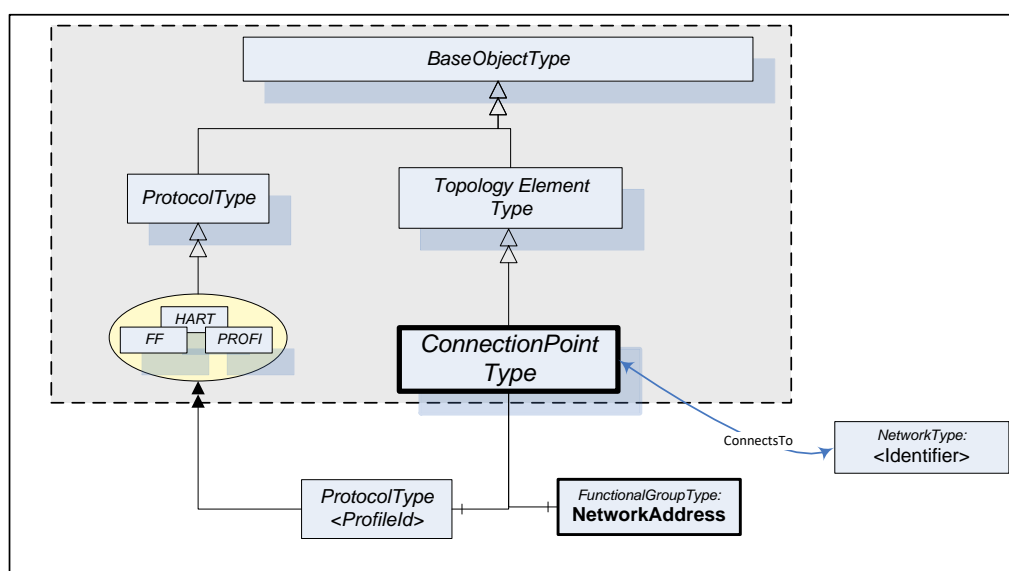 BaseObjectType
ProtocolType
Topology Element
Type
HART
FF
PROFI
ConnectionPoint
Type
ConnectsTo
NetworkType:
<Identifier>
ProtocolType
<ProfileId>
FunctionalGroupType:
NetworkAddress